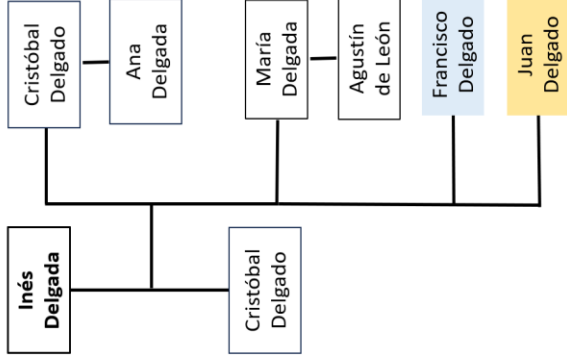 Inés
Delgada
Cristóbal
Delgado
Cristóbal
Delgado
Ana
Delgada
María
Delgada
Agustín
de León
Francisco
Delgado
Juan
Delgado